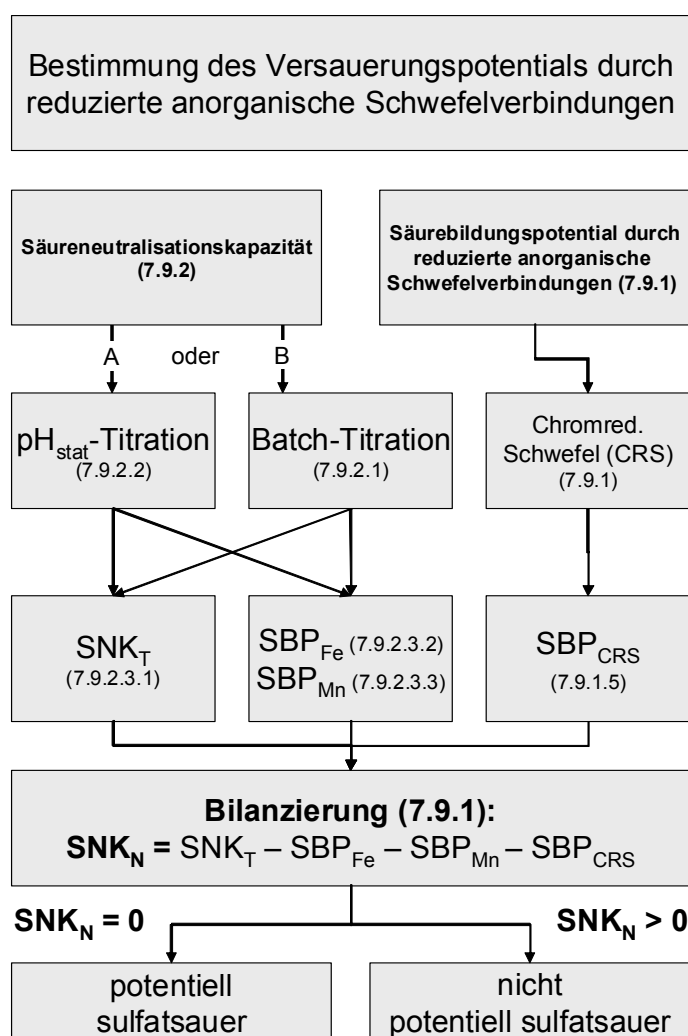 Bestimmung des Versauerungspotentials durch
reduzierte anorganische Schwefelverbindungen
Säureneutralisationskapazität
(7.9.2)
Säurebildungspotential durch
reduzierte anorganische
Schwefelverbindungen (7.9.1)
A oder B
pHstat-Titration
(7.9.2.2)
Batch-Titration
(7.9.2.1)
Chromred.
Schwefel (CRS)
(7.9.1)
SNKT
(7.9.2.3.1)
SBPFe (7.9.2.3.2)
SBPMn (7.9.2.3.3)
SBPCRS
(7.9.1.5)
Bilanzierung (7.9.1):
SNKN = SNKT – SBPFe – SBPMn – SBPCRS
SNKN = 0
SNKN > 0
potentiell
sulfatsauer
nicht
potentiell sulfatsauer